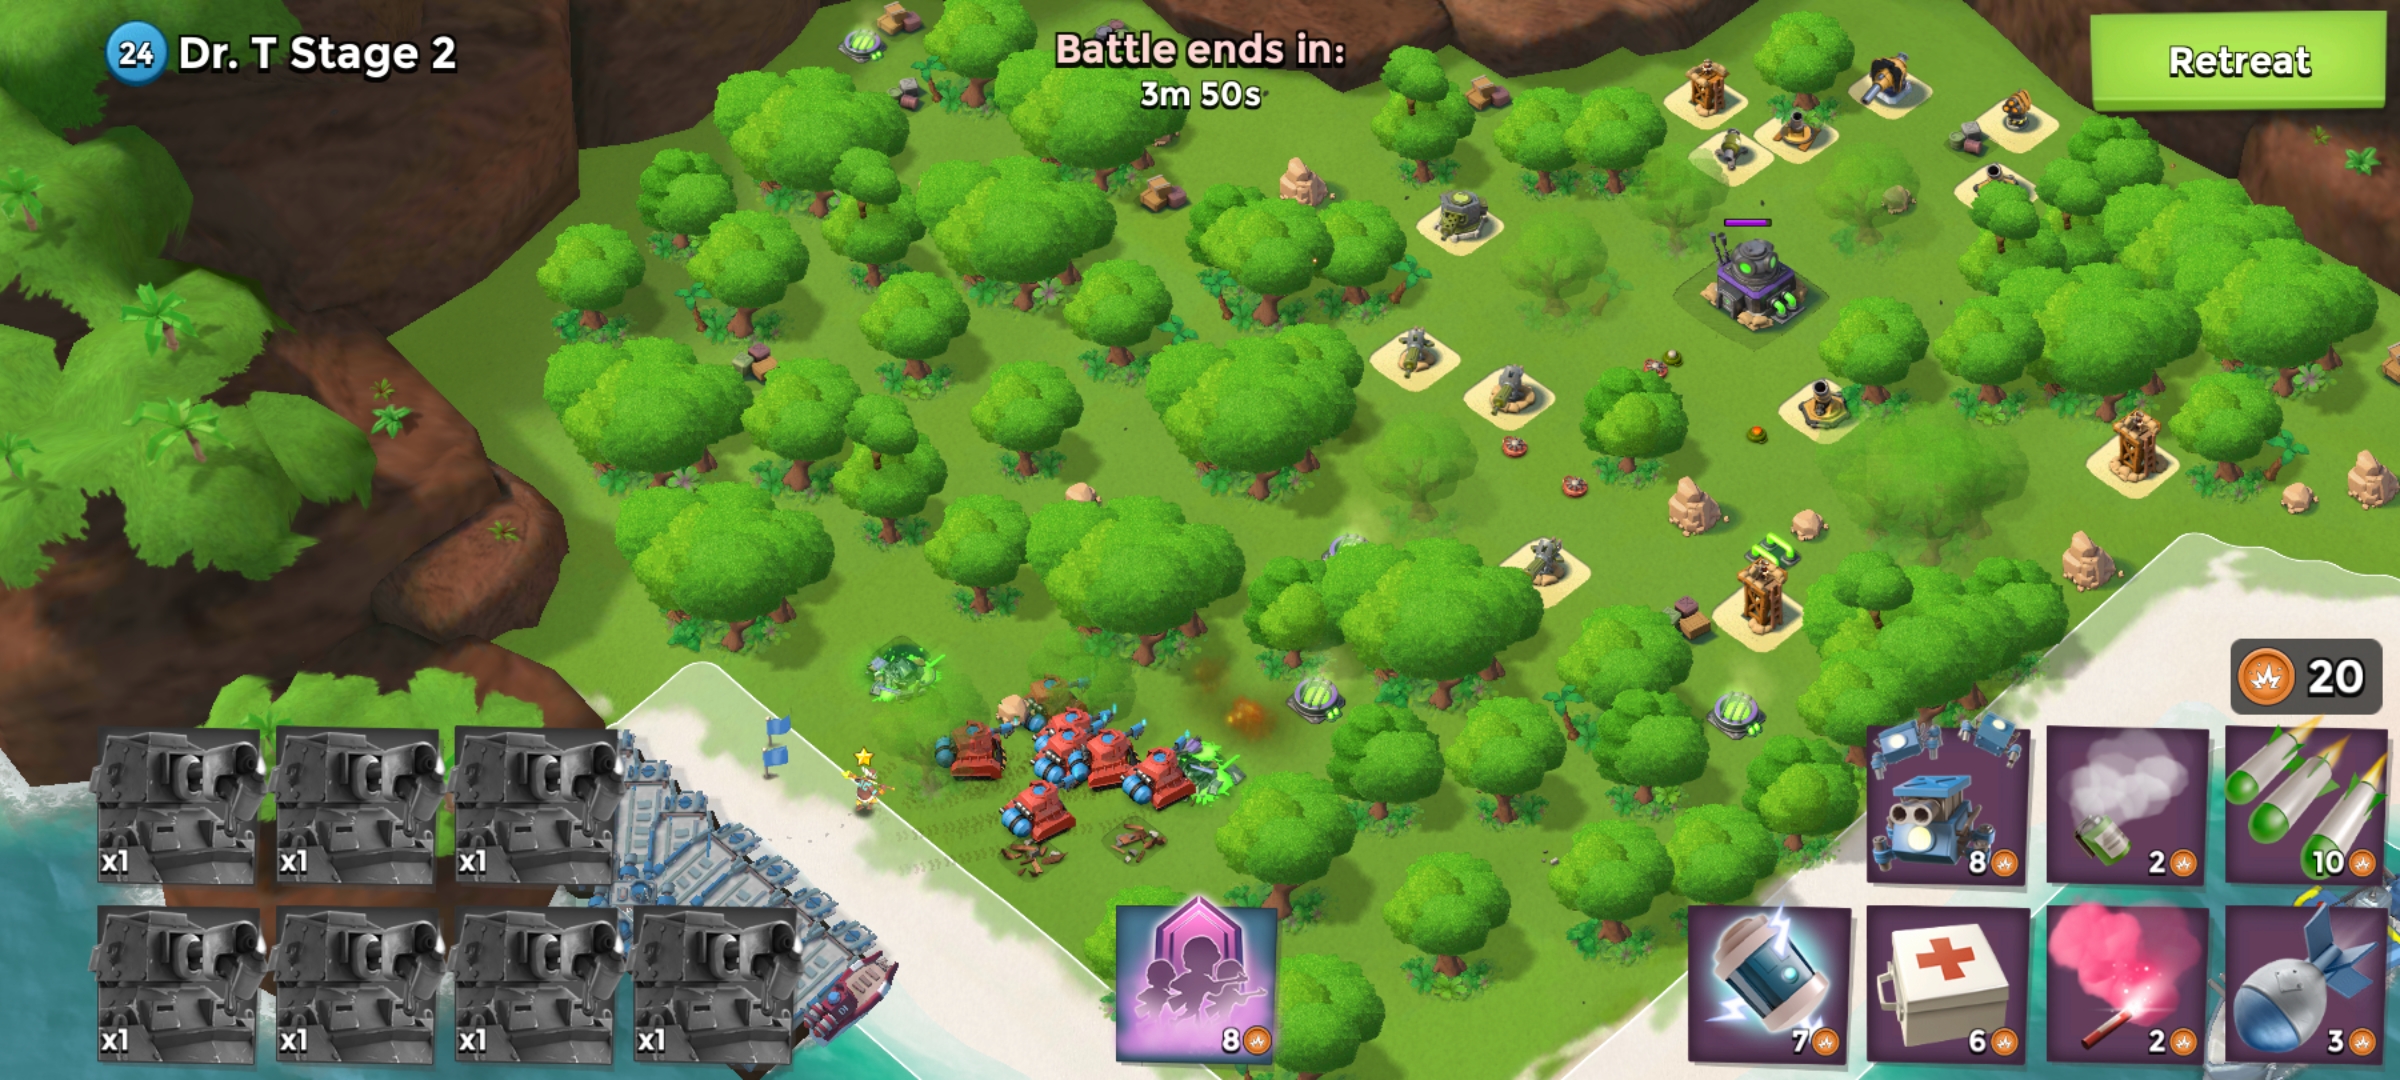 24 Dr. T Stage 2
Battle ends in:
3m 50s
Retreat
20
x1 x1 x1
8 2 10
x1 x1 x1 x1
8
7 6 2 3